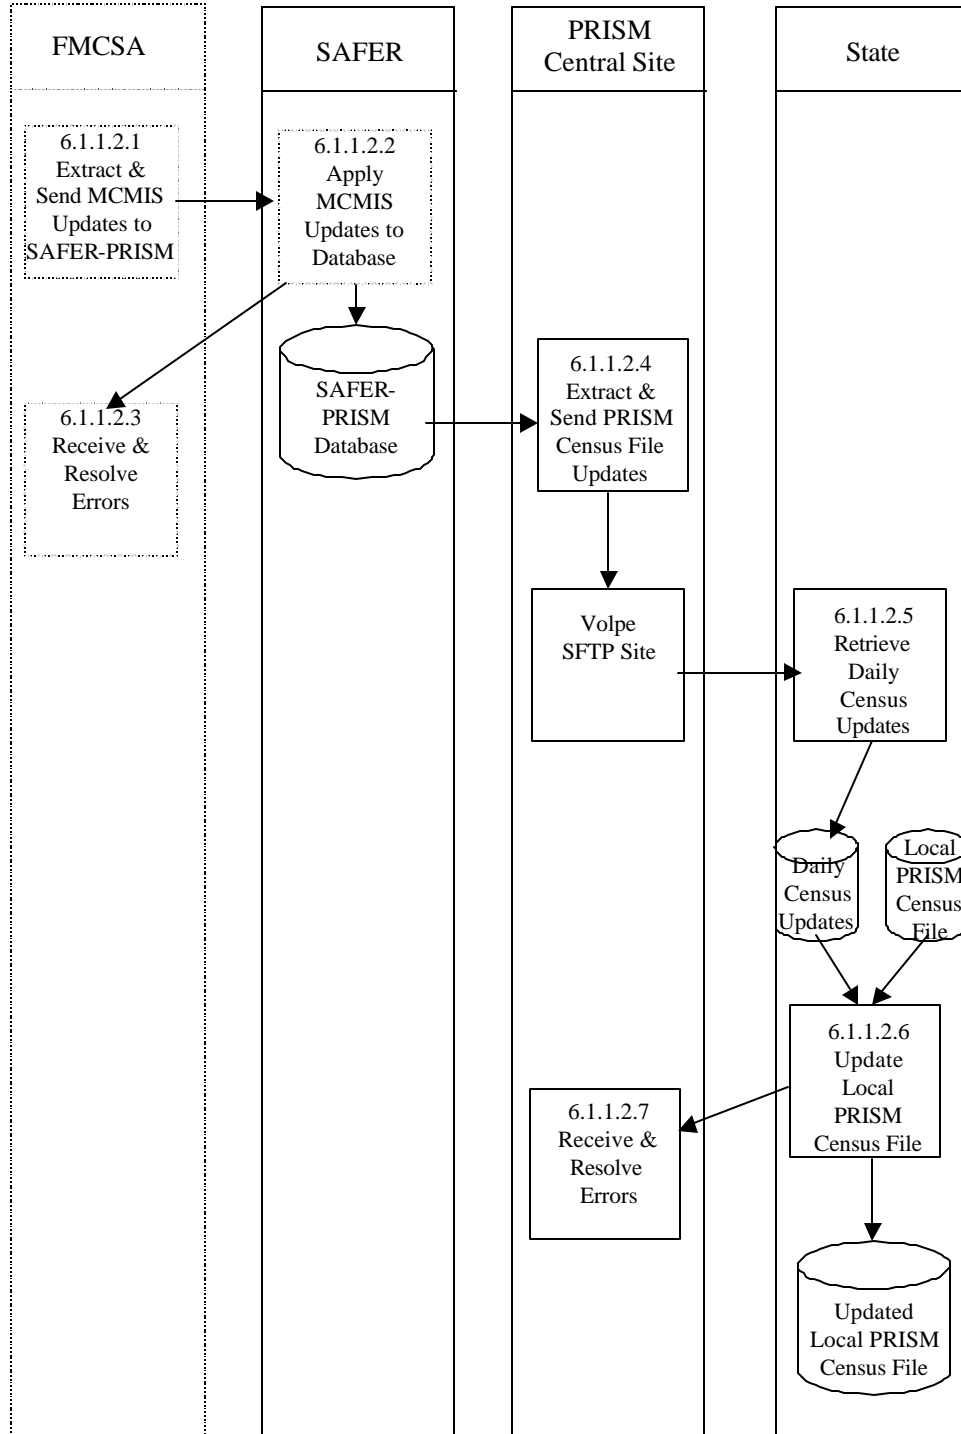 FMCSA
SAFER
PRISM
Central Site
State
6.1.1.2.1
Extract &
Send MCMIS
Updates to
SAFER-PRISM
6.1.1.2.2
Apply
MCMIS
Updates to
Database
6.1.1.2.3
Receive &
Resolve
Errors
SAFER-
PRISM
Database
6.1.1.2.4
Extract &
Send PRISM
Census File
Updates
Volpe
SFTP Site
6.1.1.2.5
Retrieve
Daily
Census
Updates
Daily
Census
Updates
Local
PRISM
Census
File
6.1.1.2.6
Update
Local
PRISM
Census File
6.1.1.2.7
Receive &
Resolve
Errors
Updated
Local PRISM
Census File